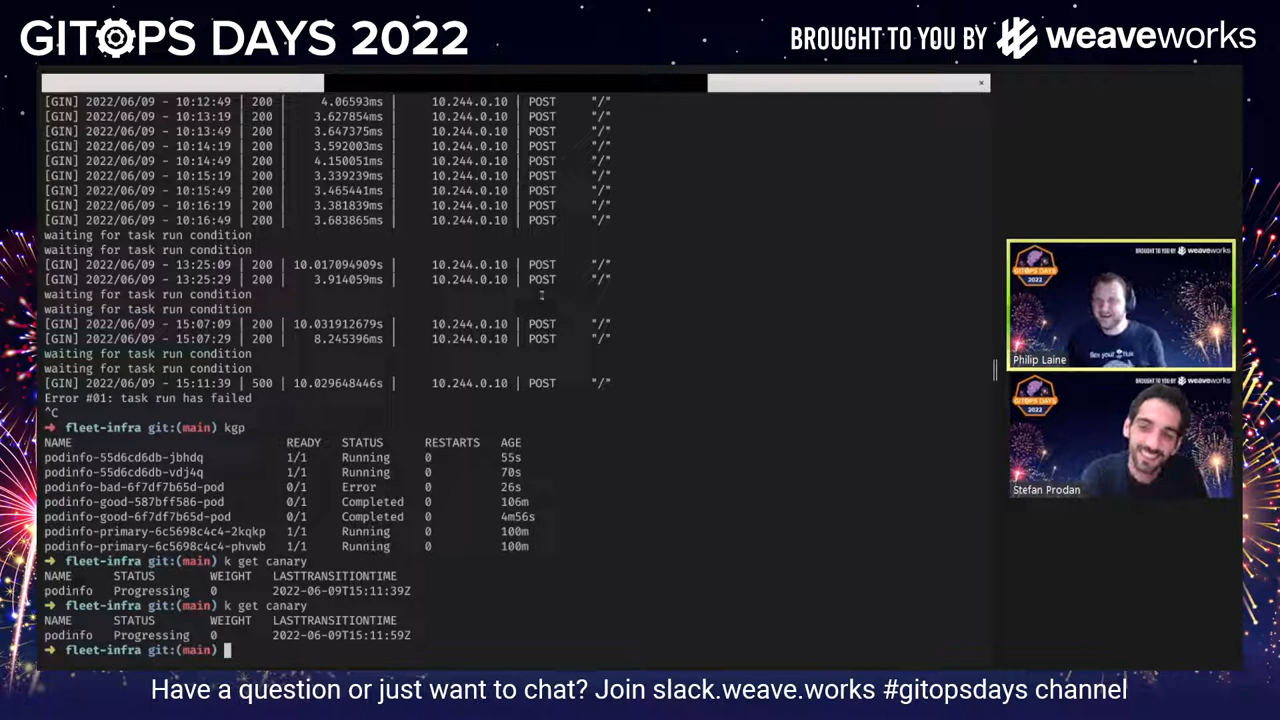 GITOPS DAYS 2022
BROUGHT TO YOU BY weaveworks
[GIN] 2022/06/09 - 10:12:49 | 200 | 4.06593ms | 10.244.0.10 | POST "/"
[GIN] 2022/06/09 - 10:13:19 | 200 | 3.627854ms | 10.244.0.10 | POST "/"
[GIN] 2022/06/09 - 10:13:49 | 200 | 3.647375ms | 10.244.0.10 | POST "/"
[GIN] 2022/06/09 - 10:14:19 | 200 | 3.592003ms | 10.244.0.10 | POST "/"
[GIN] 2022/06/09 - 10:14:49 | 200 | 4.150051ms | 10.244.0.10 | POST "/"
[GIN] 2022/06/09 - 10:15:19 | 200 | 3.339239ms | 10.244.0.10 | POST "/"
[GIN] 2022/06/09 - 10:15:49 | 200 | 3.465441ms | 10.244.0.10 | POST "/"
[GIN] 2022/06/09 - 10:16:19 | 200 | 3.381839ms | 10.244.0.10 | POST "/"
[GIN] 2022/06/09 - 10:16:49 | 200 | 3.683865ms | 10.244.0.10 | POST "/"
waiting for task run condition
waiting for task run condition
[GIN] 2022/06/09 - 13:25:09 | 200 | 10.017094909s | 10.244.0.10 | POST "/"
[GIN] 2022/06/09 - 13:25:29 | 200 | 3.914059ms | 10.244.0.10 | POST "/"
waiting for task run condition
waiting for task run condition
[GIN] 2022/06/09 - 15:07:09 | 200 | 10.031912679s | 10.244.0.10 | POST "/"
[GIN] 2022/06/09 - 15:07:29 | 200 | 8.245396ms | 10.244.0.10 | POST "/"
waiting for task run condition
waiting for task run condition
[GIN] 2022/06/09 - 15:11:39 | 500 | 10.029648446s | 10.244.0.10 | POST "/"
Error #01: task run has failed
^C
➜ fleet-infra git:(main) kgp
NAME READY STATUS RESTARTS AGE
podinfo-55d6cd6db-jbhdq 1/1 Running 0 55s
podinfo-55d6cd6db-vdj4q 1/1 Running 0 70s
podinfo-bad-6f7df7b65d-pod 0/1 Error 0 26s
podinfo-good-587bff586-pod 0/1 Completed 0 106m
podinfo-good-6f7df7b65d-pod 0/1 Completed 0 4m56s
podinfo-primary-6c5698c4c4-2kqkp 1/1 Running 0 100m
podinfo-primary-6c5698c4c4-phvwb 1/1 Running 0 100m
➜ fleet-infra git:(main) k get canary
NAME STATUS WEIGHT LASTTRANSITIONTIME
podinfo Progressing 0 2022-06-09T15:11:39Z
➜ fleet-infra git:(main) k get canary
NAME STATUS WEIGHT LASTTRANSITIONTIME
podinfo Progressing 0 2022-06-09T15:11:59Z
➜ fleet-infra git:(main)
BROUGHT TO YOU BY weaveworks
GITOPS DAYS
2022
Philip Laine
BROUGHT TO YOU BY weaveworks
GITOPS DAYS
2022
Stefan Prodan
Have a question or just want to chat? Join slack.weave.works #gitopsdays channel